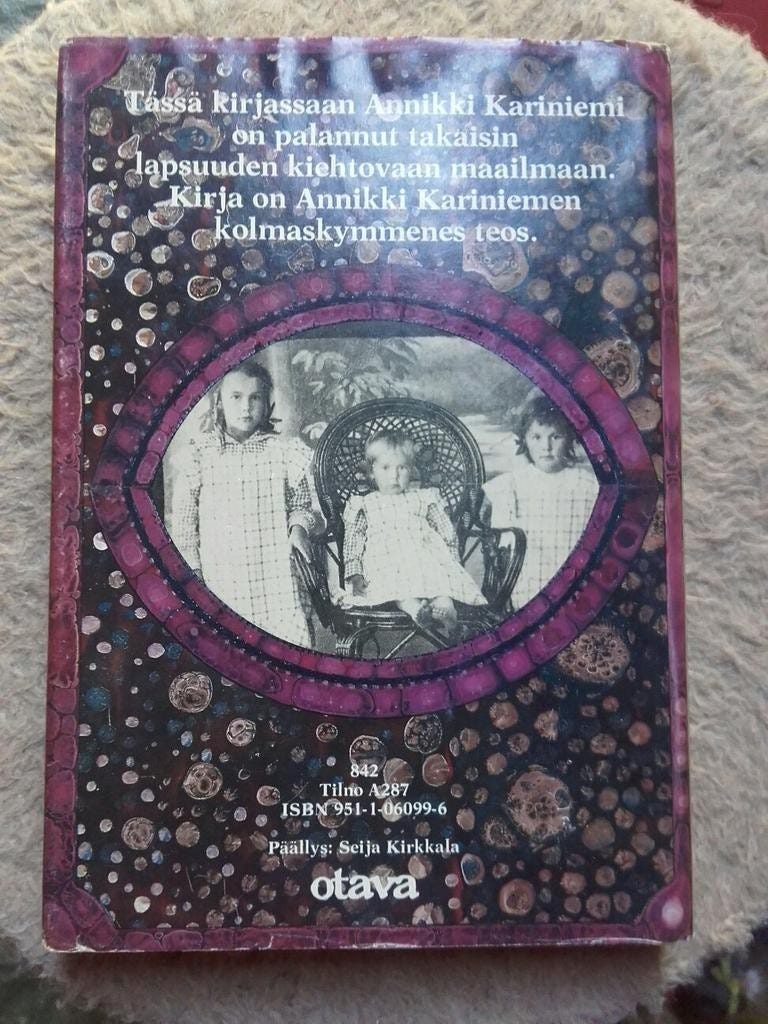 Tässä kirjassaan Annikki Kariniemi
on palannut takaisin
lapsuuden kiehtovaan maailmaan.
Kirja on Annikki Kariniemen
kolmaskymmenes teos.
842
Tilno A287
ISBN 951-1-06099-6
Päällys: Seija Kirkkala
otava